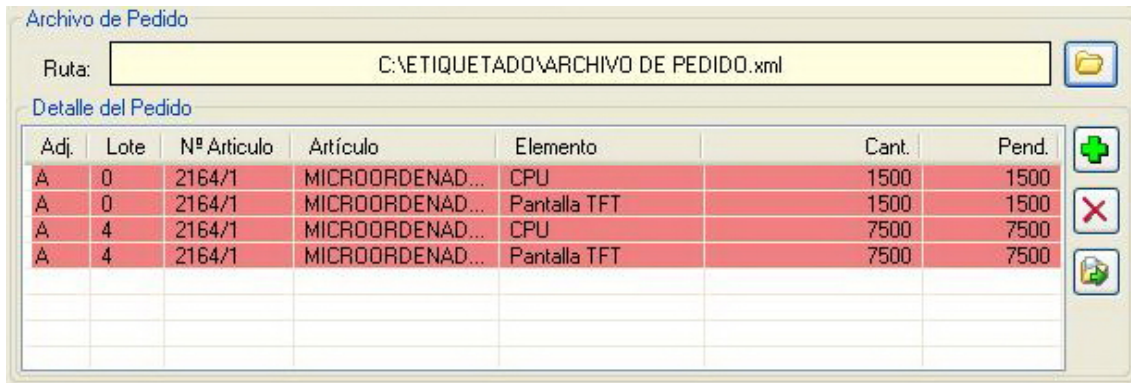 Archivo de Pedido
Ruta: C:\ETIQUETADO\ARCHIVO DE PEDIDO.xml
Detalle del Pedido
Adj. Lote Nº Articulo Artículo Elemento Cant. Pend.
A 0 2164/1 MICROORDENAD... CPU 1500 1500
A 0 2164/1 MICROORDENAD... Pantalla TFT 1500 1500
A 4 2164/1 MICROORDENAD... CPU 7500 7500
A 4 2164/1 MICROORDENAD... Pantalla TFT 7500 7500